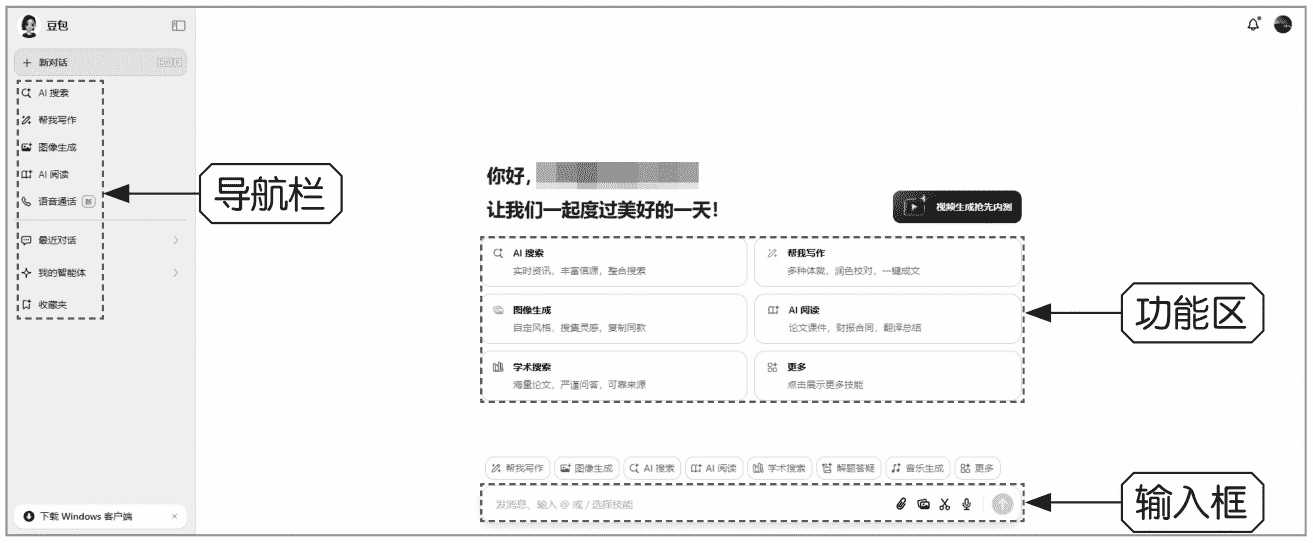 豆包
新对话
Ctrl K
AI 搜索
帮我写作
图像生成
AI 阅读
语音通话 新
最近对话
我的智能体
收藏夹
下载 Windows 客户端
导航栏
你好,
让我们一起度过美好的一天!
视频生成抢先内测
AI 搜索
实时资讯，丰富信源，整合搜索
帮我写作
多种体裁，润色校对，一键成文
图像生成
自定风格，搜集灵感，复制同款
AI 阅读
论文课件，财报合同，翻译总结
学术搜索
海量论文，严谨问答，可靠来源
更多
点击展示更多技能
功能区
帮我写作 图像生成 AI 搜索 AI 阅读 学术搜索 解题答疑 音乐生成 更多
发消息、输入 @ 或 / 选择技能
输入框